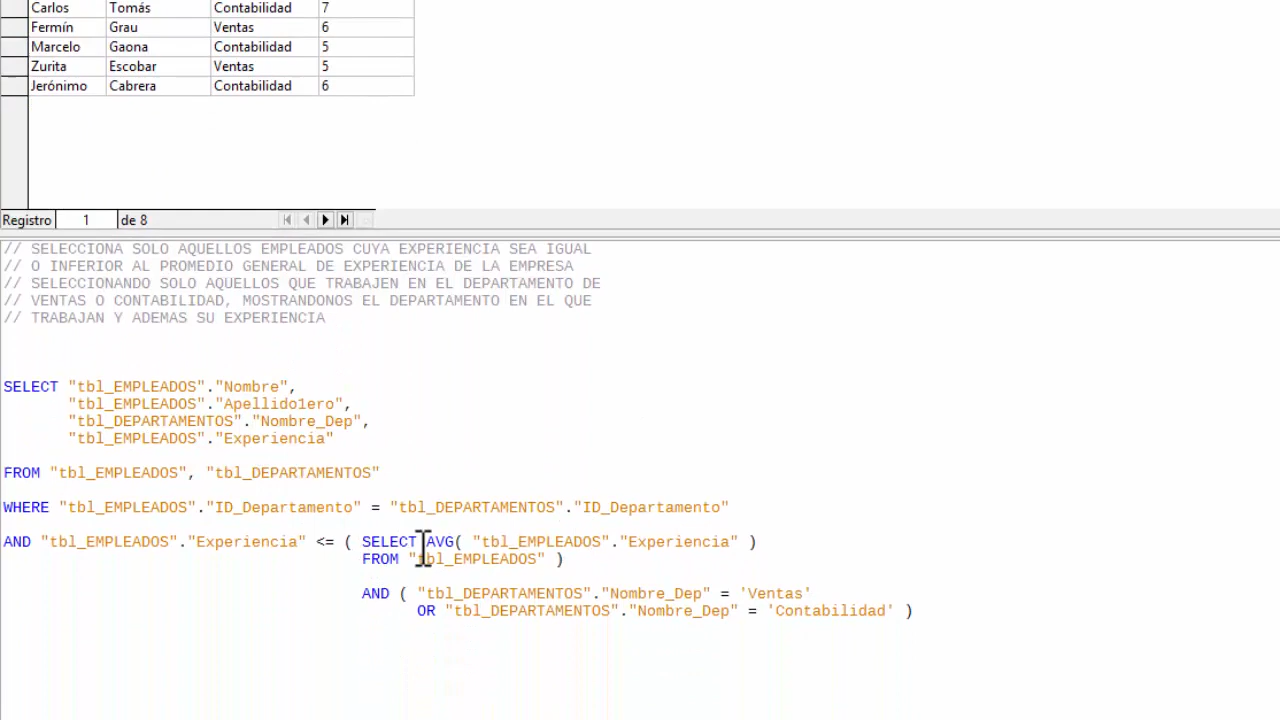 Carlos Tomás Contabilidad 7
Fermín Grau Ventas 6
Marcelo Gaona Contabilidad 5
Zurita Escobar Ventas 5
Jerónimo Cabrera Contabilidad 6
Registro 1 de 8
// SELECCIONA SOLO AQUELLOS EMPLEADOS CUYA EXPERIENCIA SEA IGUAL
// O INFERIOR AL PROMEDIO GENERAL DE EXPERIENCIA DE LA EMPRESA
// SELECCIONANDO SOLO AQUELLOS QUE TRABAJEN EN EL DEPARTAMENTO DE
// VENTAS O CONTABILIDAD, MOSTRANDONOS EL DEPARTAMENTO EN EL QUE
// TRABAJAN Y ADEMAS SU EXPERIENCIA
SELECT "tbl_EMPLEADOS"."Nombre",
"tbl_EMPLEADOS"."Apellido1ero",
"tbl_DEPARTAMENTOS"."Nombre_Dep",
"tbl_EMPLEADOS"."Experiencia"
FROM "tbl_EMPLEADOS", "tbl_DEPARTAMENTOS"
WHERE "tbl_EMPLEADOS"."ID_Departamento" = "tbl_DEPARTAMENTOS"."ID_Departamento"
AND "tbl_EMPLEADOS"."Experiencia" <= ( SELECT AVG( "tbl_EMPLEADOS"."Experiencia" )
FROM "tbl_EMPLEADOS" )
AND ( "tbl_DEPARTAMENTOS"."Nombre_Dep" = 'Ventas'
OR "tbl_DEPARTAMENTOS"."Nombre_Dep" = 'Contabilidad' )